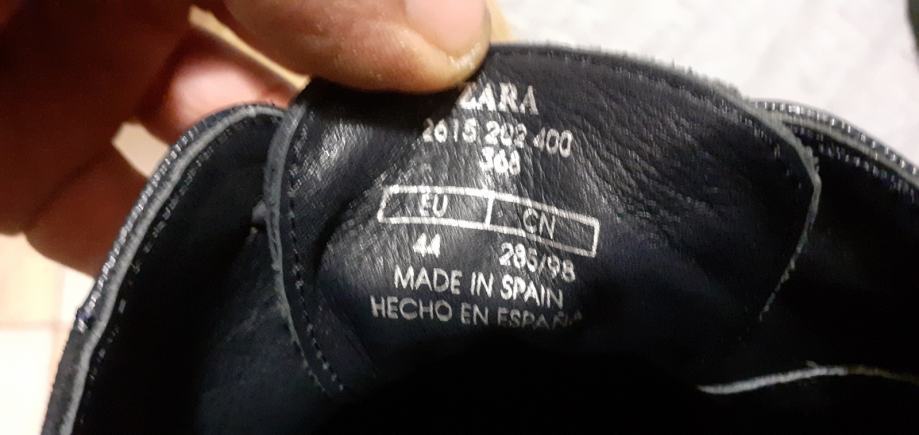 ZARA
2615 202 400
368
EU CN
44 285/98
MADE IN SPAIN
HECHO EN ESPAÑA